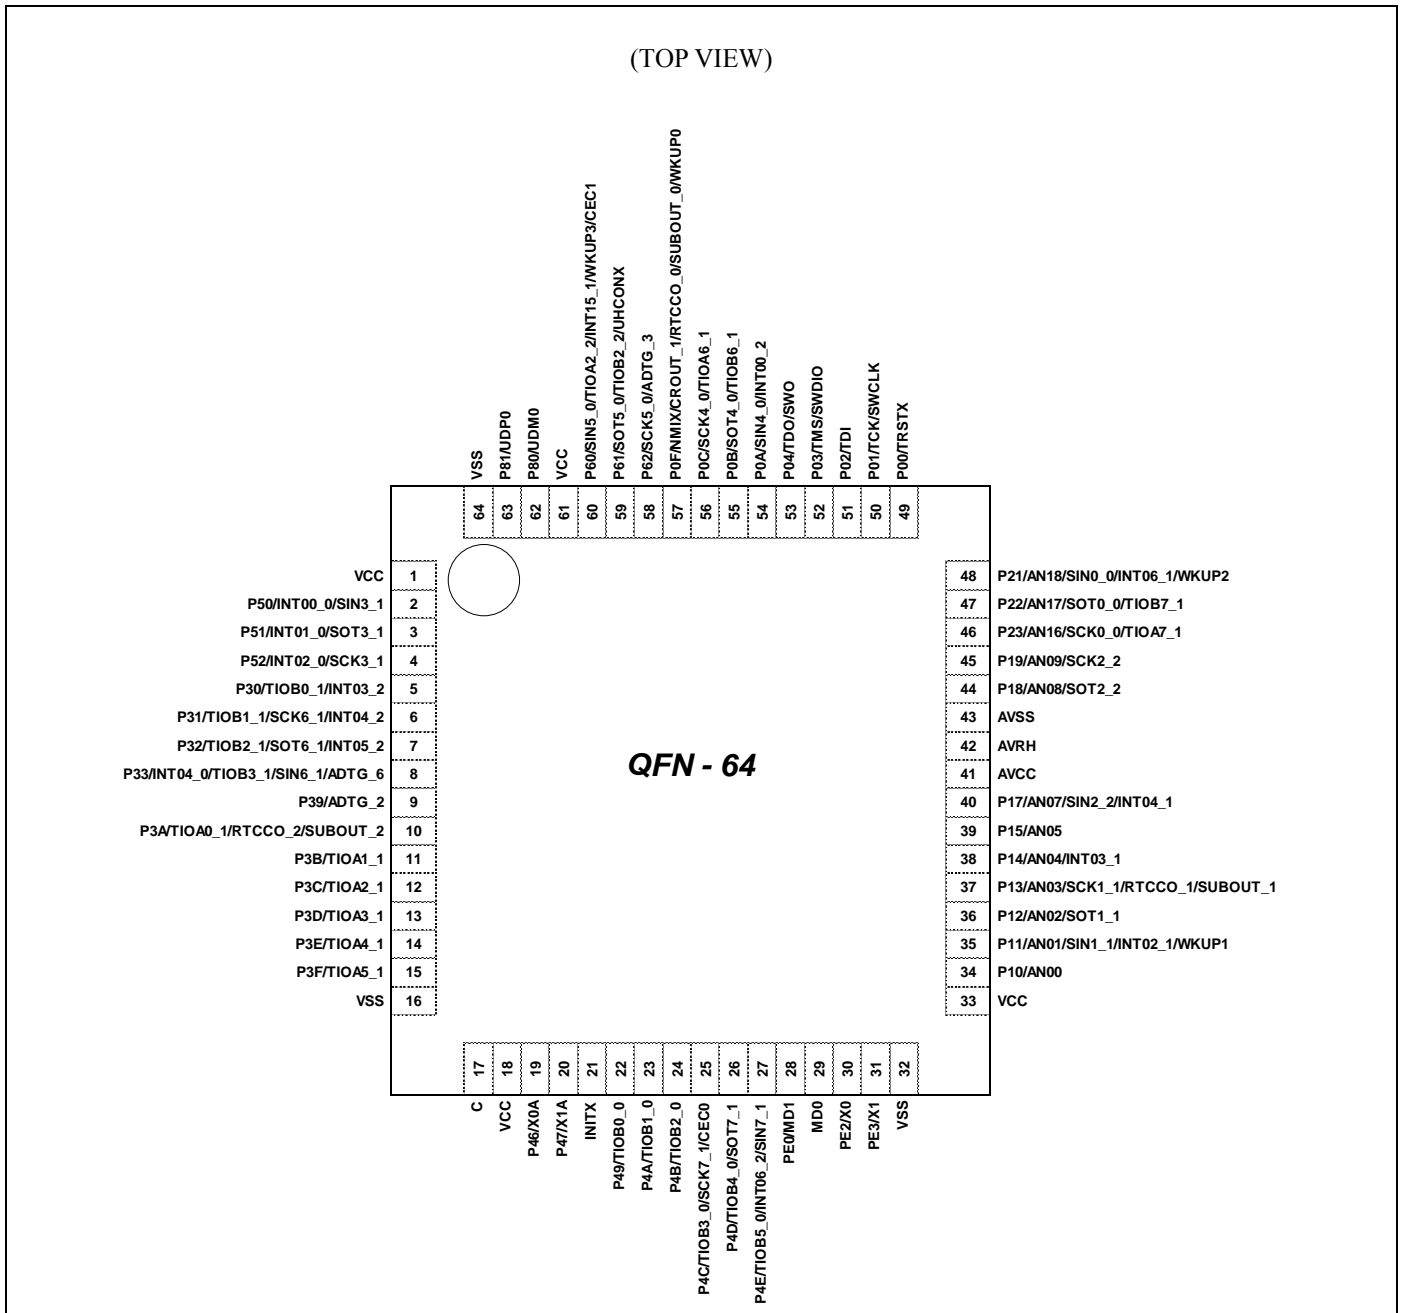 (TOP VIEW)
VSS
P81/UDP0
P80/UDM0
VCC
P60/SIN5_0/TIOA2_2/INT15_1/WKUP3/CEC1
P61/SOT5_0/TIOB2_2/UHCONX
P62/SCK5_0/ADTG_3
P0F/NMIX/CROUT_1/RTCCO_0/SUBOUT_0/WKUP0
P0C/SCK4_0/TIOA6_1
P0B/SOT4_0/TIOB6_1
P0A/SIN4_0/INT00_2
P04/TDO/SWO
P03/TMS/SWDIO
P02/TDI
P01/TCK/SWCLK
P00/TRSTX
64
63
62
61
60
59
58
57
56
55
54
53
52
51
50
49
VCC 1
P50/INT00_0/SIN3_1 2
P51/INT01_0/SOT3_1 3
P52/INT02_0/SCK3_1 4
P30/TIOB0_1/INT03_2 5
P31/TIOB1_1/SCK6_1/INT04_2 6
P32/TIOB2_1/SOT6_1/INT05_2 7
P33/INT04_0/TIOB3_1/SIN6_1/ADTG_6 8
P39/ADTG_2 9
P3A/TIOA0_1/RTCCO_2/SUBOUT_2 10
P3B/TIOA1_1 11
P3C/TIOA2_1 12
P3D/TIOA3_1 13
P3E/TIOA4_1 14
P3F/TIOA5_1 15
VSS 16
QFN - 64
48 P21/AN18/SIN0_0/INT06_1/WKUP2
47 P22/AN17/SOT0_0/TIOB7_1
46 P23/AN16/SCK0_0/TIOA7_1
45 P19/AN09/SCK2_2
44 P18/AN08/SOT2_2
43 AVSS
42 AVRH
41 AVCC
40 P17/AN07/SIN2_2/INT04_1
39 P15/AN05
38 P14/AN04/INT03_1
37 P13/AN03/SCK1_1/RTCCO_1/SUBOUT_1
36 P12/AN02/SOT1_1
35 P11/AN01/SIN1_1/INT02_1/WKUP1
34 P10/AN00
33 VCC
17
18
19
20
21
22
23
24
25
26
27
28
29
30
31
32
C
VCC
P46/X0A
P47/X1A
INITX
P49/TIOB0_0
P4A/TIOB1_0
P4B/TIOB2_0
P4C/TIOB3_0/SCK7_1/CEC0
P4D/TIOB4_0/SOT7_1
P4E/TIOB5_0/INT06_2/SIN7_1
PE0/MD1
MD0
PE2/X0
PE3/X1
VSS